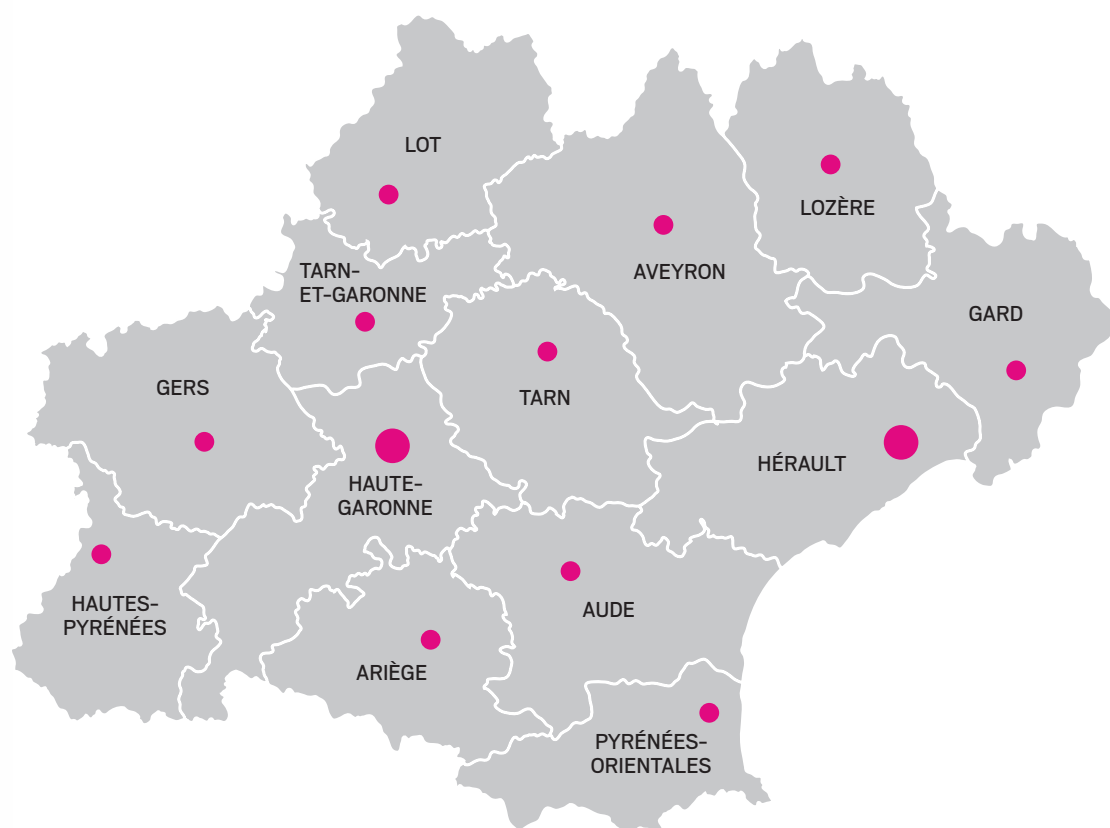 LOT
LOZÈRE
TARN-
ET-GARONNE
AVEYRON
GARD
GERS
TARN
HÉRAULT
HAUTE-
GARONNE
HAUTES-
PYRÉNÉES
AUDE
ARIÈGE
PYRÉNÉES-
ORIENTALES